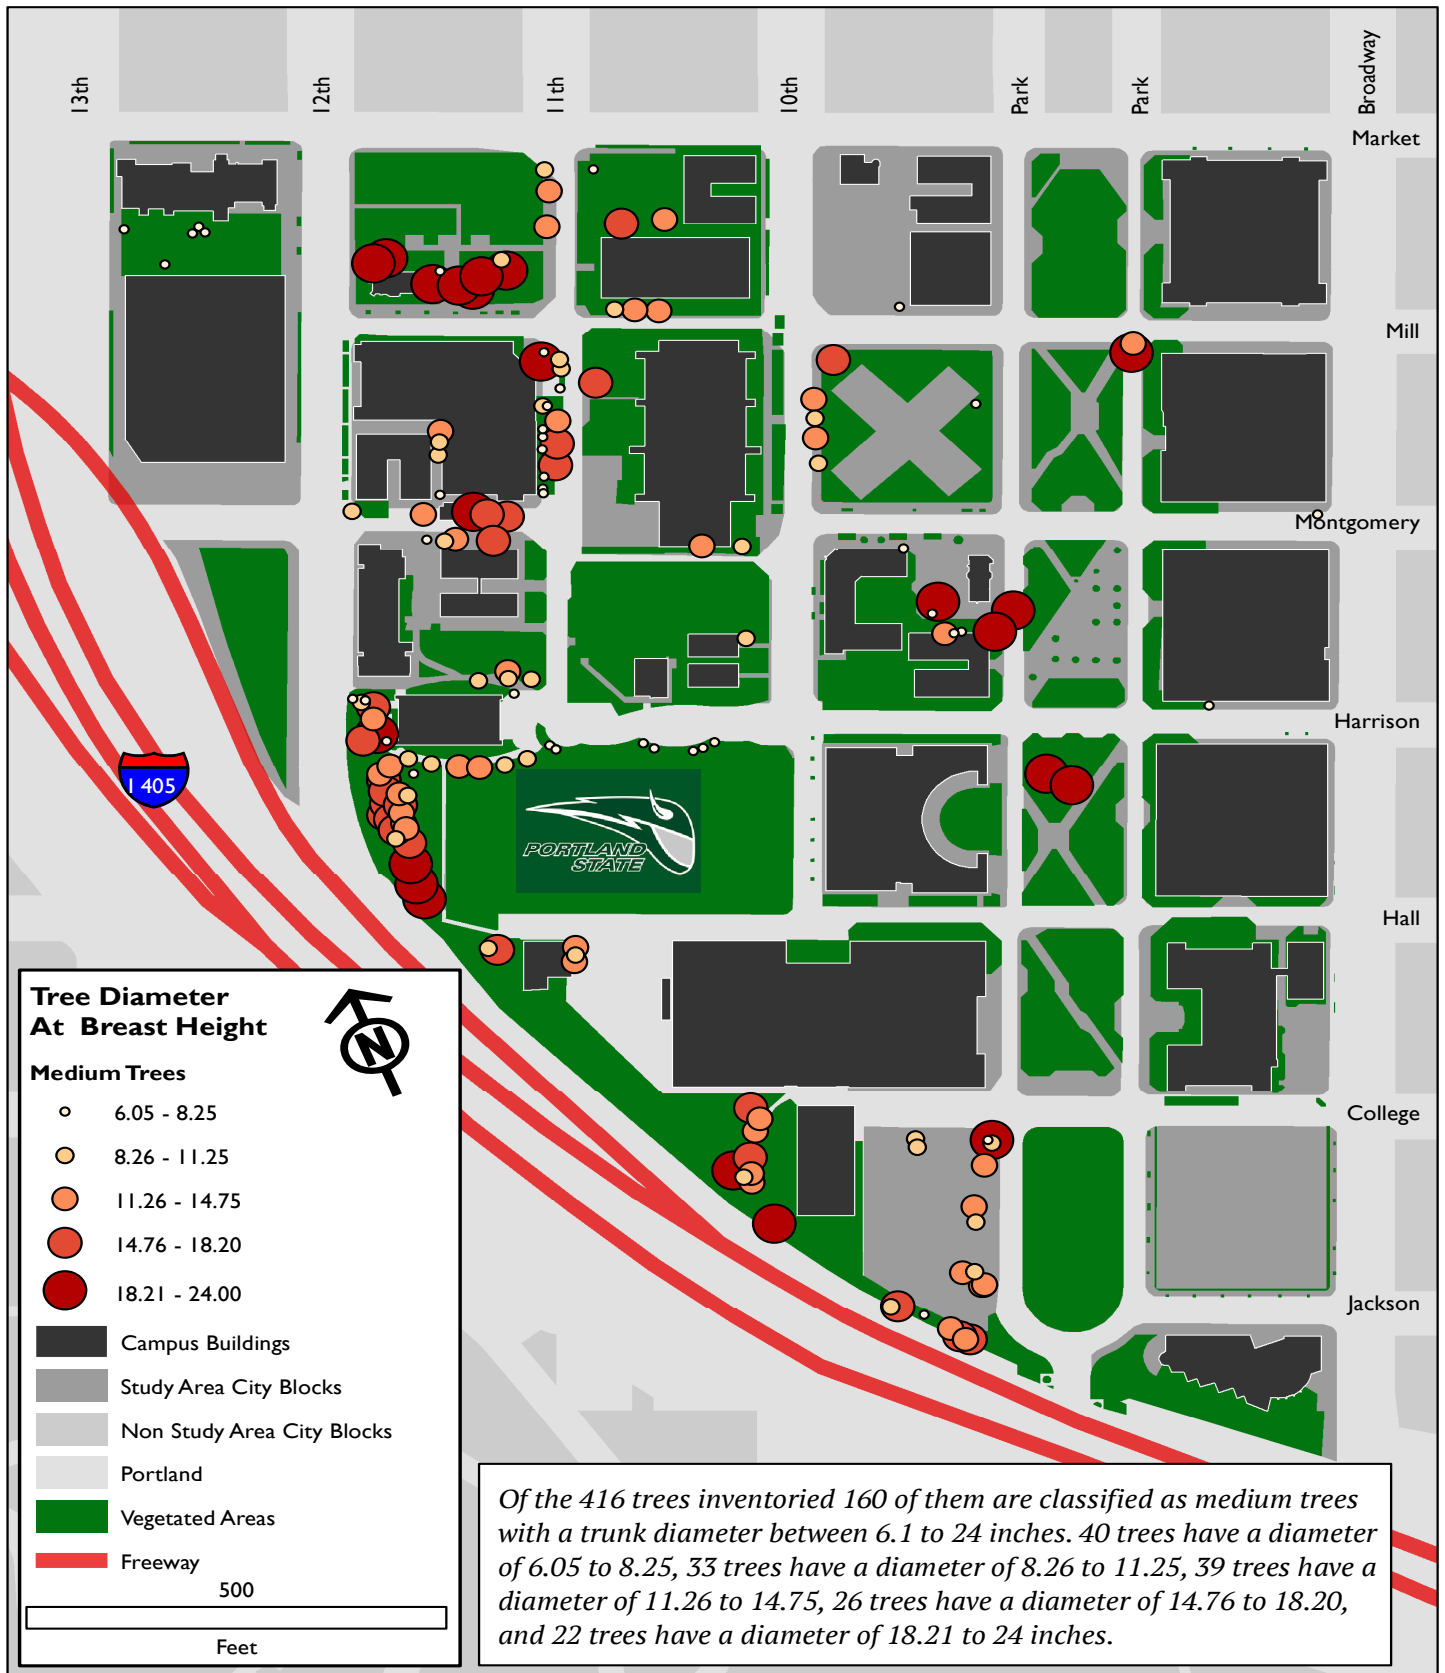 13th
12th
11th
10th
Park
Park
Broadway
Market
Mill
Montgomery
Harrison
Hall
College
Jackson
I 405
PORTLAND
STATE
Tree Diameter
At Breast Height
N
Medium Trees
6.05 - 8.25
8.26 - 11.25
11.26 - 14.75
14.76 - 18.20
18.21 - 24.00
Campus Buildings
Study Area City Blocks
Non Study Area City Blocks
Portland
Vegetated Areas
Freeway
500
Feet
Of the 416 trees inventoried 160 of them are classified as medium trees
with a trunk diameter between 6.1 to 24 inches. 40 trees have a diameter
of 6.05 to 8.25, 33 trees have a diameter of 8.26 to 11.25, 39 trees have a
diameter of 11.26 to 14.75, 26 trees have a diameter of 14.76 to 18.20,
and 22 trees have a diameter of 18.21 to 24 inches.